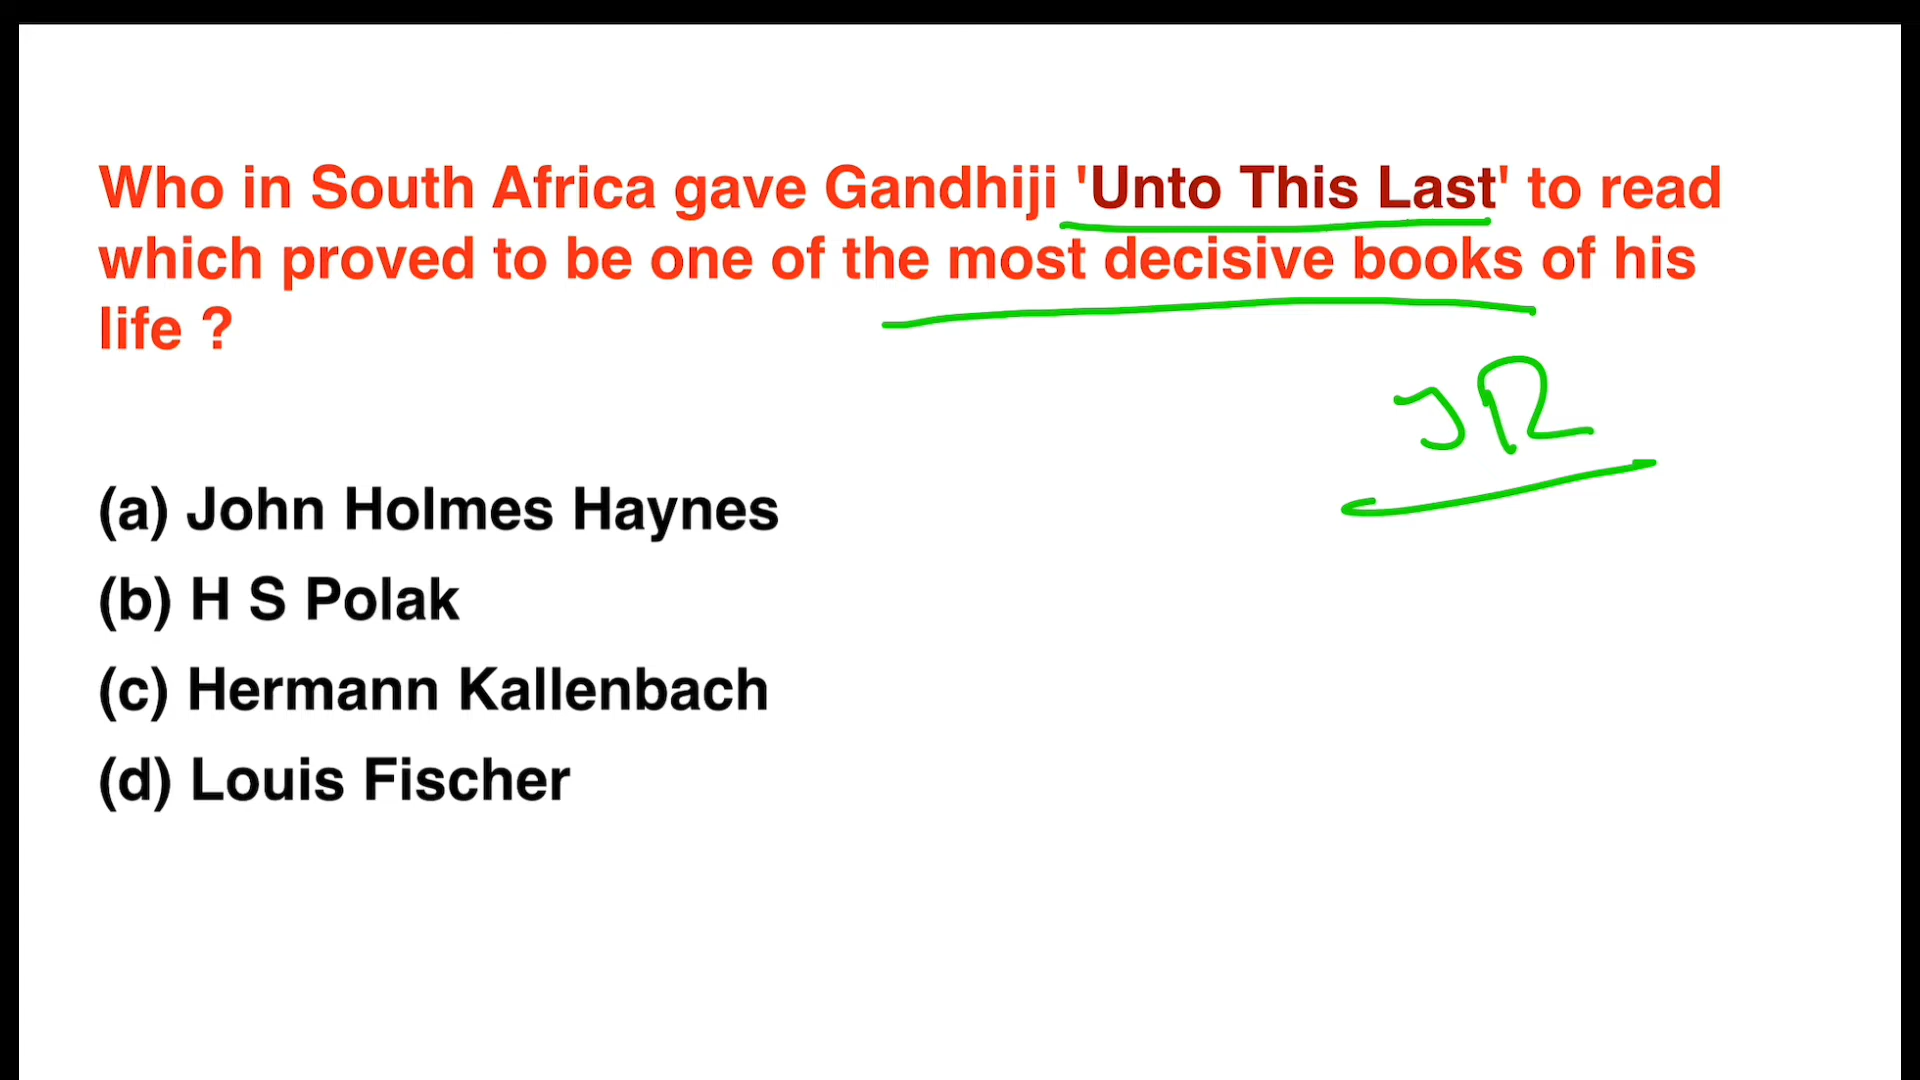 Who in South Africa gave Gandhiji 'Unto This Last' to read
which proved to be one of the most decisive books of his
life ?
JR
(a) John Holmes Haynes
(b) H S Polak
(c) Hermann Kallenbach
(d) Louis Fischer